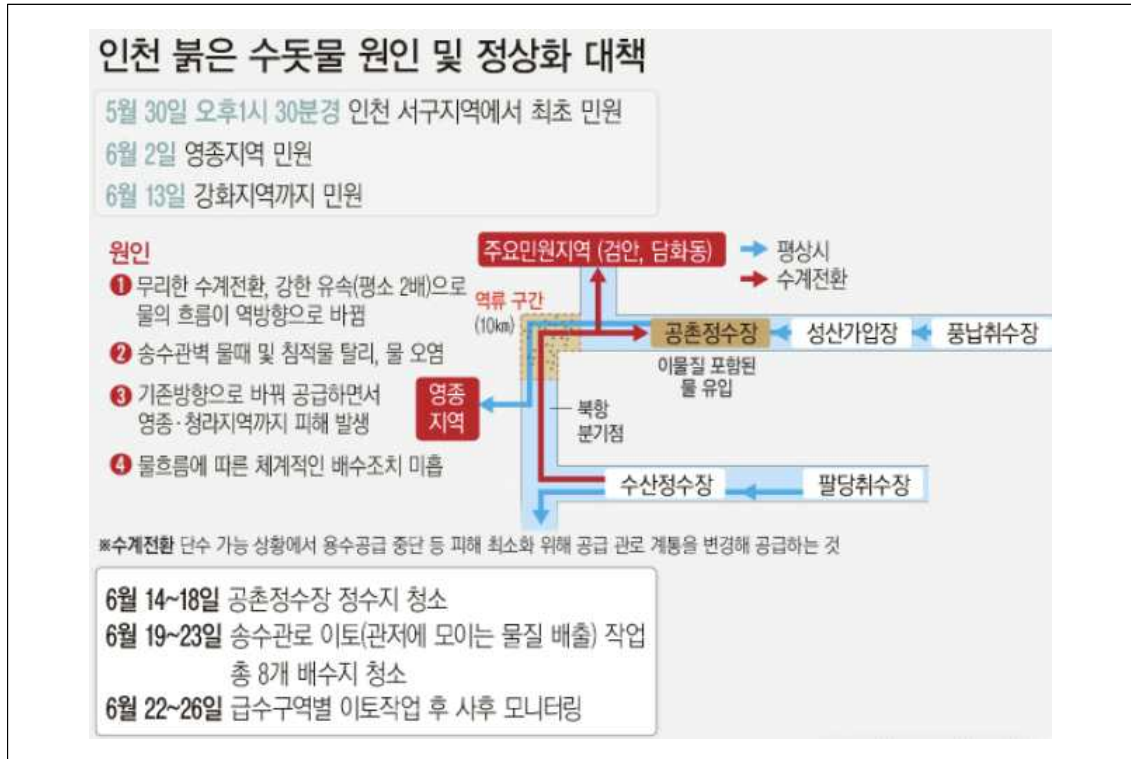 인천 붉은 수돗물 원인 및 정상화 대책
5월 30일 오후1시 30분경 인천 서구지역에서 최초 민원
6월 2일 영종지역 민원
6월 13일 강화지역까지 민원
원인
❶ 무리한 수계전환, 강한 유속(평소 2배)으로
물의 흐름이 역방향으로 바뀜
❷ 송수관벽 물때 및 침적물 탈리, 물 오염
❸ 기존방향으로 바꿔 공급하면서
영종·청라지역까지 피해 발생
❹ 물흐름에 따른 체계적인 배수조치 미흡
주요민원지역 (검안, 담화동)
평상시
수계전환
역류 구간
(10㎞)
공촌정수장
성산가압장
풍납취수장
이물질 포함된
물 유입
영종
지역
북항
분기점
수산정수장
팔당취수장
※수계전환 단수 가능 상황에서 용수공급 중단 등 피해 최소화 위해 공급 관로 계통을 변경해 공급하는 것
6월 14~18일 공촌정수장 정수지 청소
6월 19~23일 송수관로 이토(관저에 모이는 물질 배출) 작업
총 8개 배수지 청소
6월 22~26일 급수구역별 이토작업 후 사후 모니터링